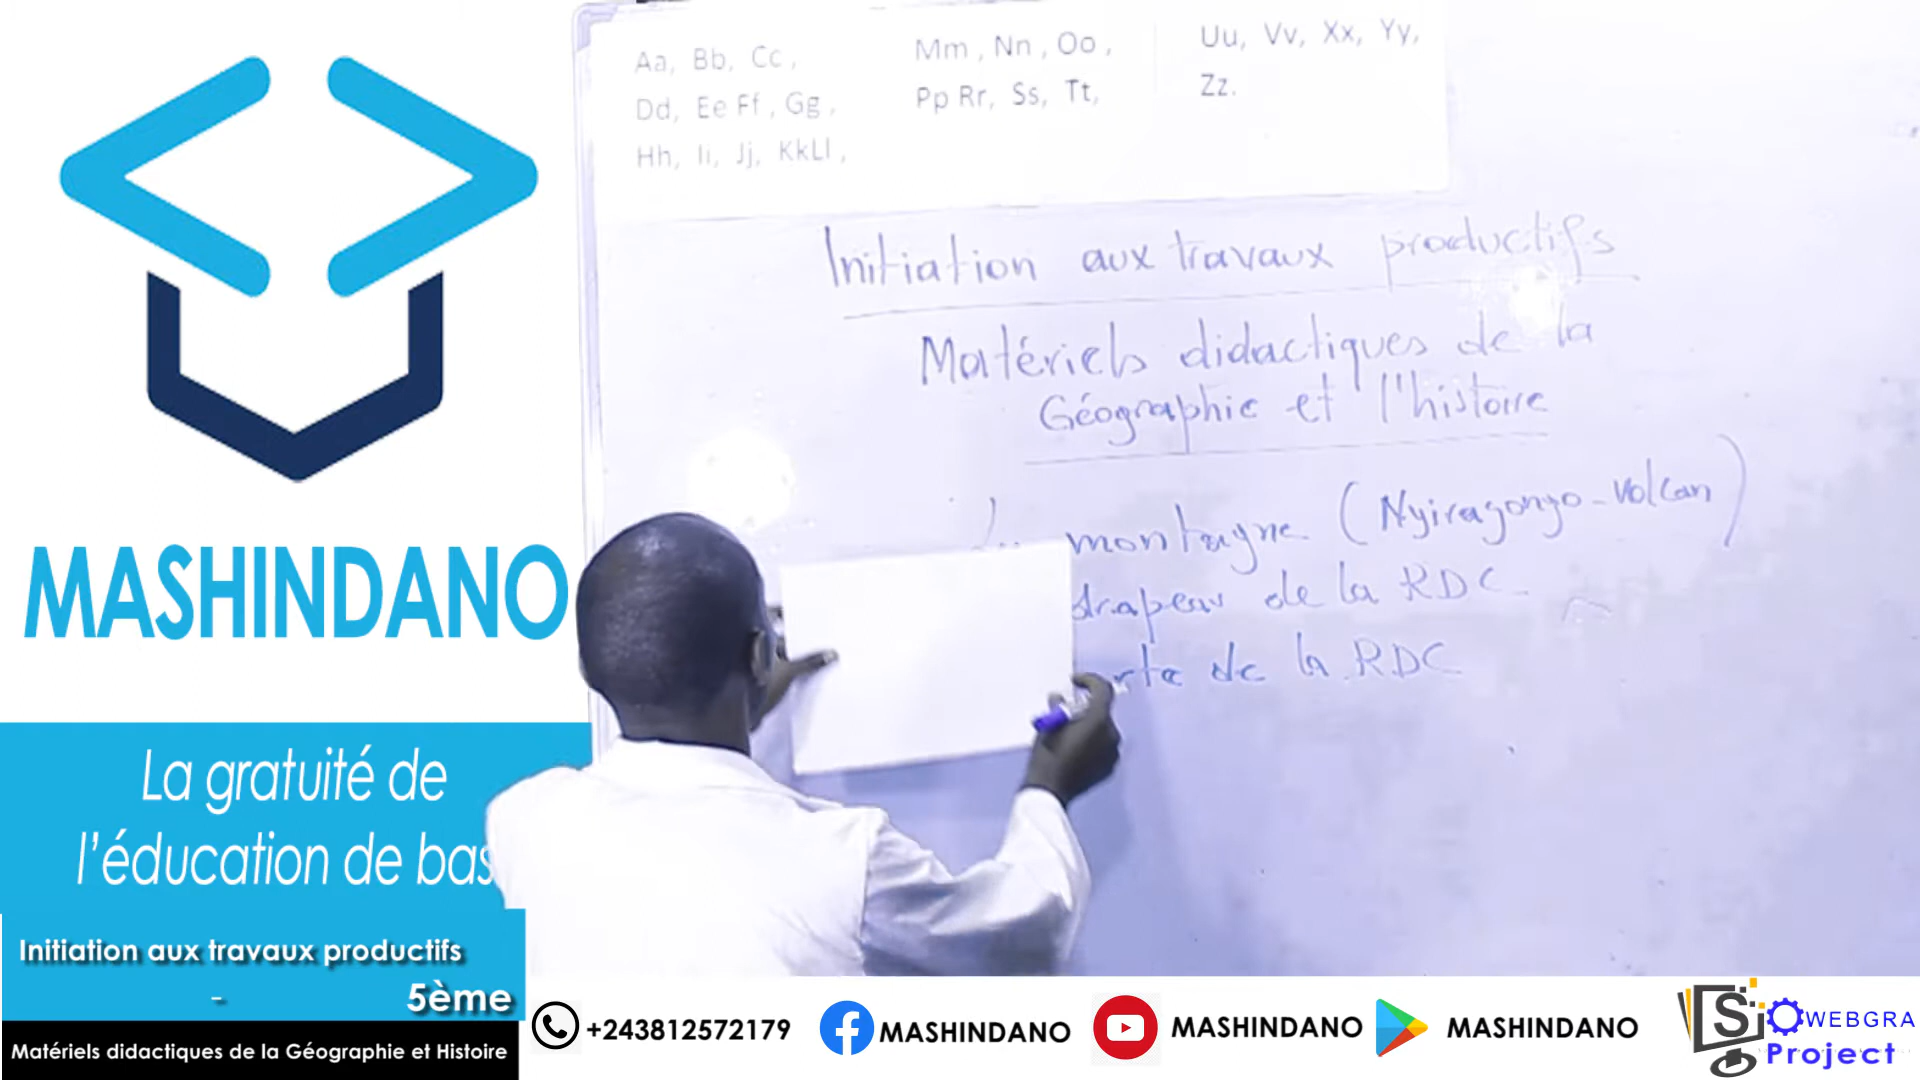 Aa, Bb, Cc,
Dd, Ee Ff, Gg,
Hh, Ii, Jj, KkLl,
Mm, Nn, Oo,
Pp Rr, Ss, Tt,
Uu, Vv, Xx, Yy,
Zz.
Initiation aux travaux productifs
Matériels didactiques de la
Géographie et l'histoire
montagne (Nyiragongo-volcan)
drapeau de la RDC
de la RDC
MASHINDANO
La gratuité de
l'éducation de bas
Initiation aux travaux productifs
- 5ème
Matériels didactiques de la Géographie et Histoire
+243812572179 MASHINDANO MASHINDANO MASHINDANO
WEBGRA
Project